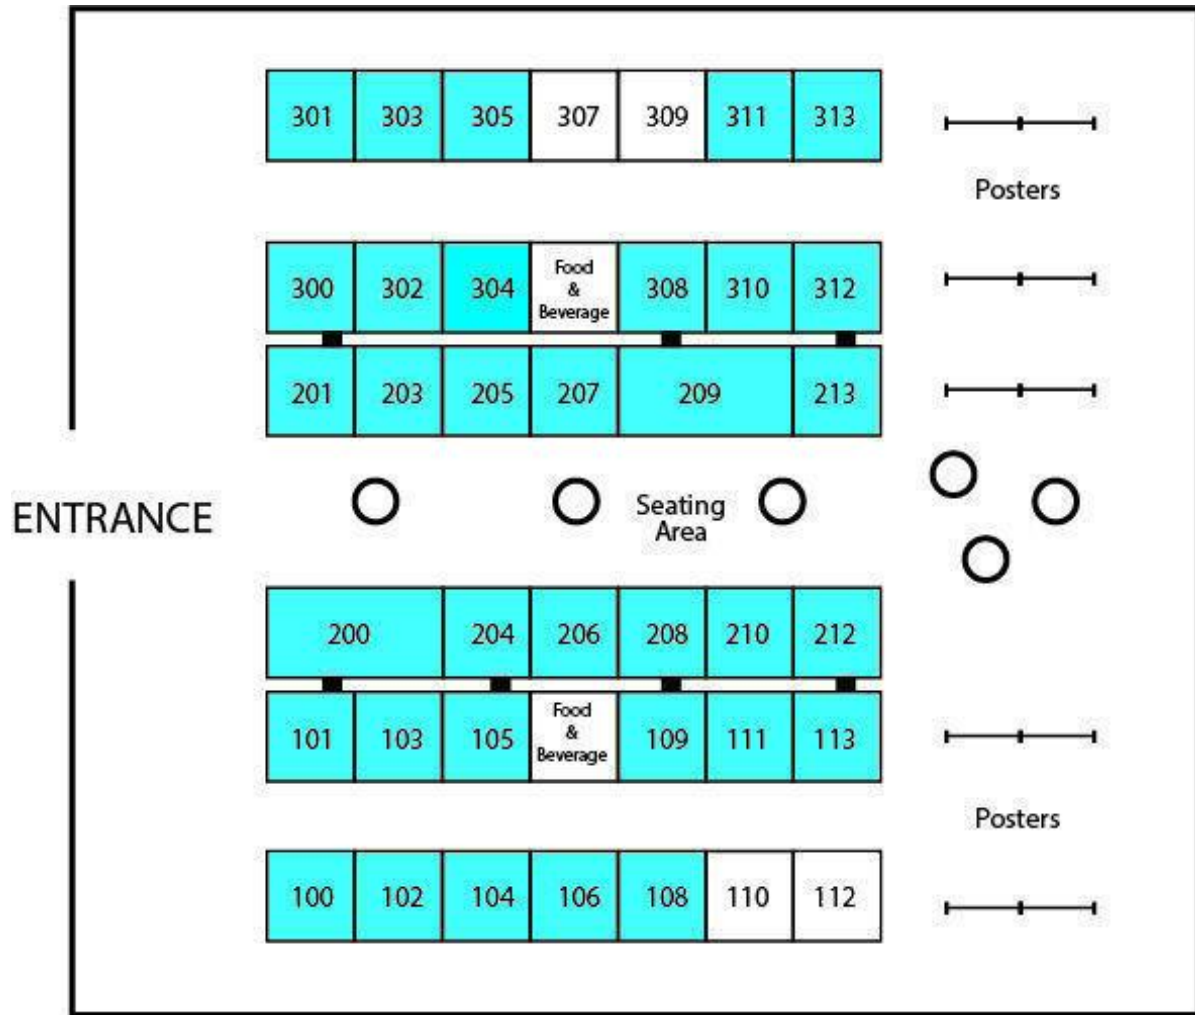 301 303 305 307 309 311 313
Posters
300 302 304 Food & Beverage 308 310 312
201 203 205 207 209 213
ENTRANCE
Seating
Area
200 204 206 208 210 212
101 103 105 Food & Beverage 109 111 113
Posters
100 102 104 106 108 110 112